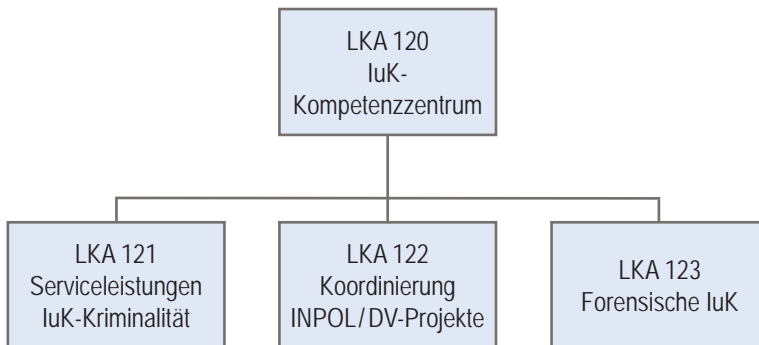 LKA 120
IuK-
Kompetenzzentrum
LKA 121
Serviceleistungen
IuK-Kriminalität
LKA 122
Koordinierung
INPOL/DV-Projekte
LKA 123
Forensische IuK